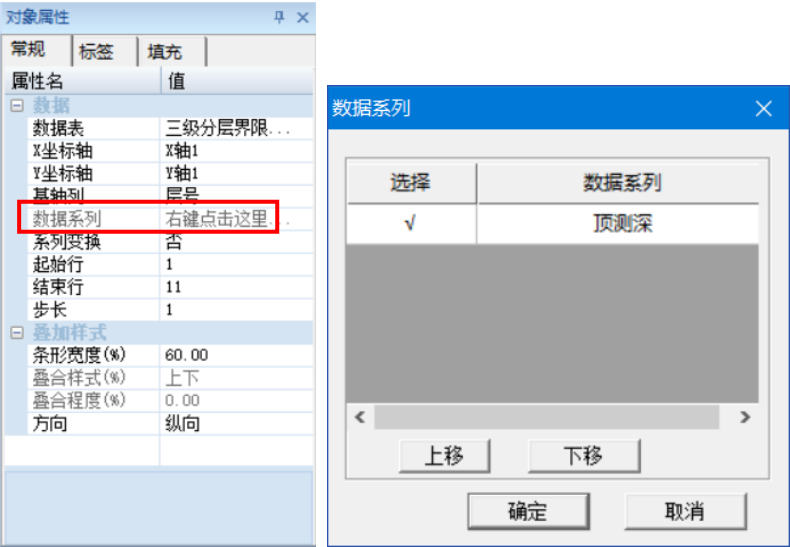 对象属性
常规 标签 填充
属性名 值
数据
数据表 三级分层界限...
X坐标轴 X轴1
Y坐标轴 Y轴1
基轴列 层号
数据系列 右键点击这里...
系列变换 否
起始行 1
结束行 11
步长 1
叠加样式
条形宽度(%) 60.00
叠合样式(%) 上下
叠合程度(%) 0.00
方向 纵向
数据系列
选择 数据系列
√ 顶测深
上移 下移
确定 取消